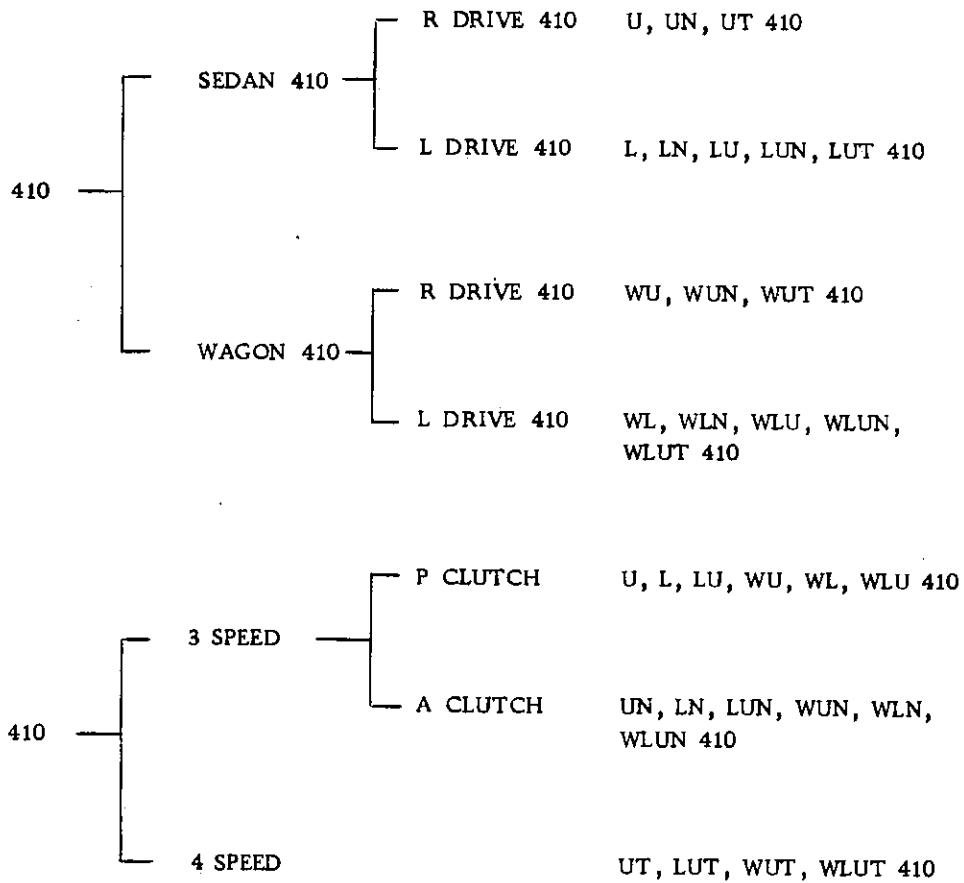 R DRIVE 410 U, UN, UT 410
SEDAN 410
L DRIVE 410 L, LN, LU, LUN, LUT 410
410
R DRIVE 410 WU, WUN, WUT 410
WAGON 410
L DRIVE 410 WL, WLN, WLU, WLUN,
WLUT 410
P CLUTCH U, L, LU, WU, WL, WLU 410
3 SPEED
A CLUTCH UN, LN, LUN, WUN, WLN,
410 WLUN 410
4 SPEED UT, LUT, WUT, WLUT 410